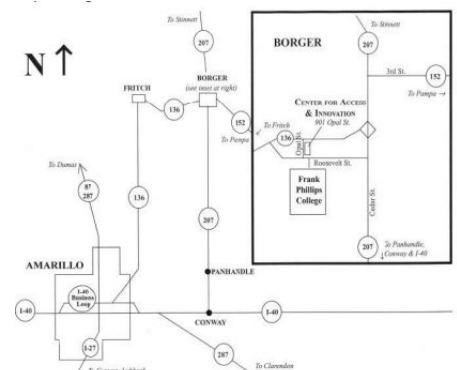 To Stinnett
207
N
BORGER
(see inset at right)
FRITCH
136
152
To Pampa
To Dumas
87
287
136
207
AMARILLO
PANHANDLE
I-40
Business
Loop
I-40
CONWAY
I-40
I-27
287
To Clarendon
BORGER
To Stinnett
207
3rd St.
152
To Pampa →
CENTER FOR ACCESS
& INNOVATION
901 Opal St.
To Fritch
136
Opal St.
Roosevelt St.
Frank
Phillips
College
Cedar St.
207
To Panhandle,
Conway & I-40